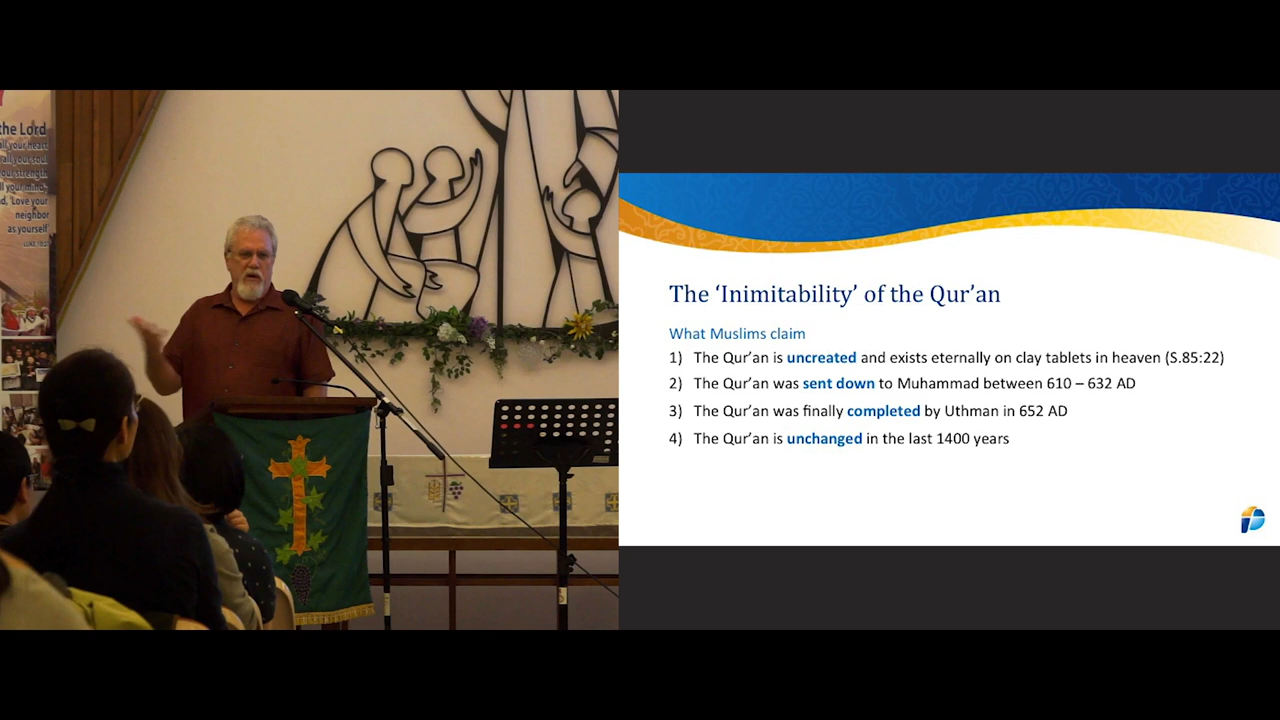 the Lord
all your heart
all your soul
your strength
your mind;
'Love your
neighbor
as yourself'
The ‘Inimitability’ of the Qur’an
What Muslims claim
1) The Qur’an is uncreated and exists eternally on clay tablets in heaven (S.85:22)
2) The Qur’an was sent down to Muhammad between 610 – 632 AD
3) The Qur’an was finally completed by Uthman in 652 AD
4) The Qur’an is unchanged in the last 1400 years